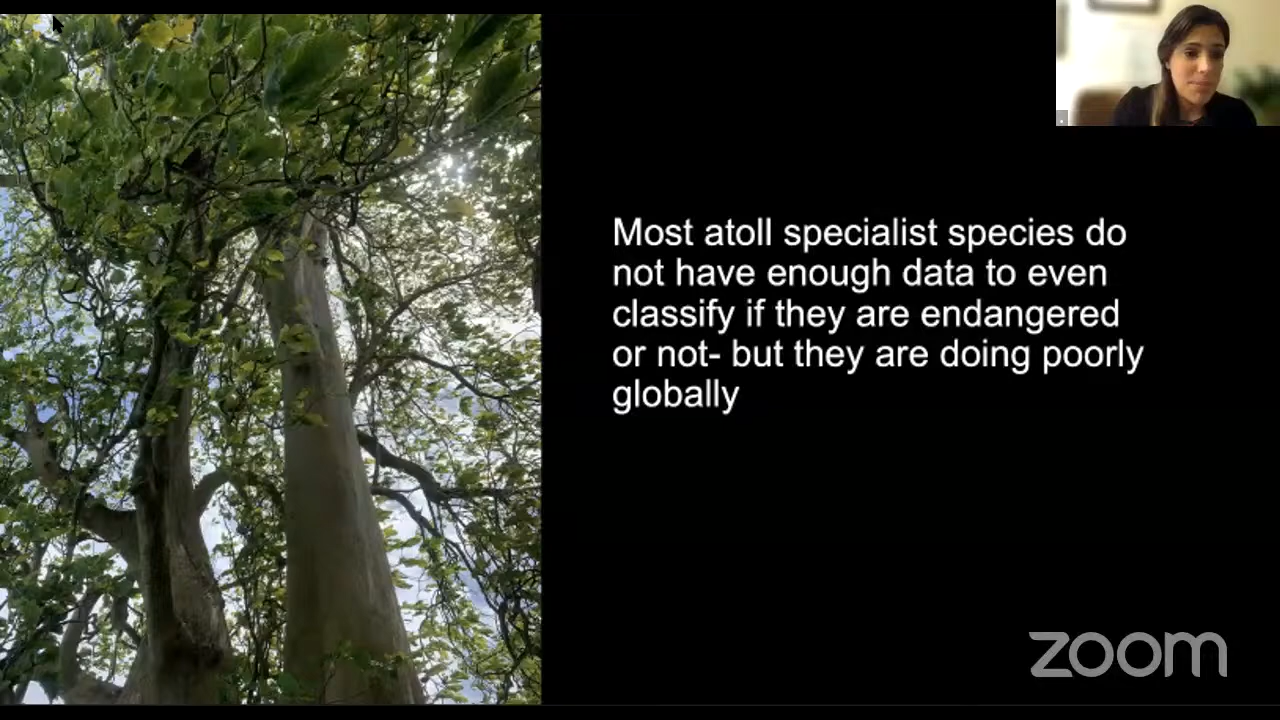 Most atoll specialist species do
not have enough data to even
classify if they are endangered
or not- but they are doing poorly
globally
zoom